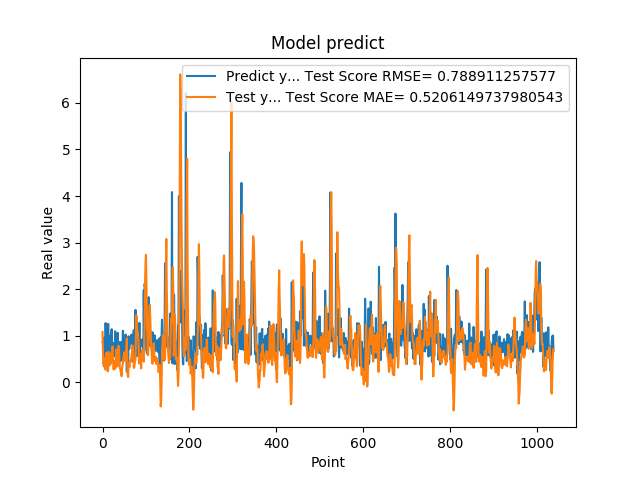 Model predict
Predict y... Test Score RMSE= 0.788911257577
Test y... Test Score MAE= 0.5206149737980543
Real value
6
5
4
3
2
1
0
0 200 400 600 800 1000
Point